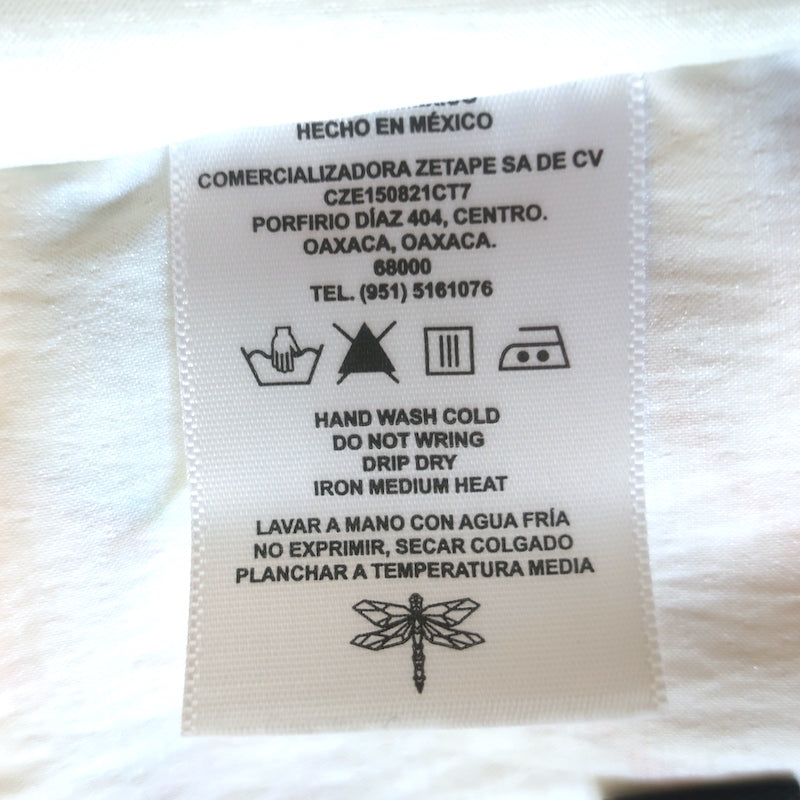 HECHO EN MÉXICO
COMERCIALIZADORA ZETAPE SA DE CV
CZE150821CT7
PORFIRIO DÍAZ 404, CENTRO.
OAXACA, OAXACA.
68000
TEL. (951) 5161076
HAND WASH COLD
DO NOT WRING
DRIP DRY
IRON MEDIUM HEAT
LAVAR A MANO CON AGUA FRÍA
NO EXPRIMIR, SECAR COLGADO
PLANCHAR A TEMPERATURA MEDIA